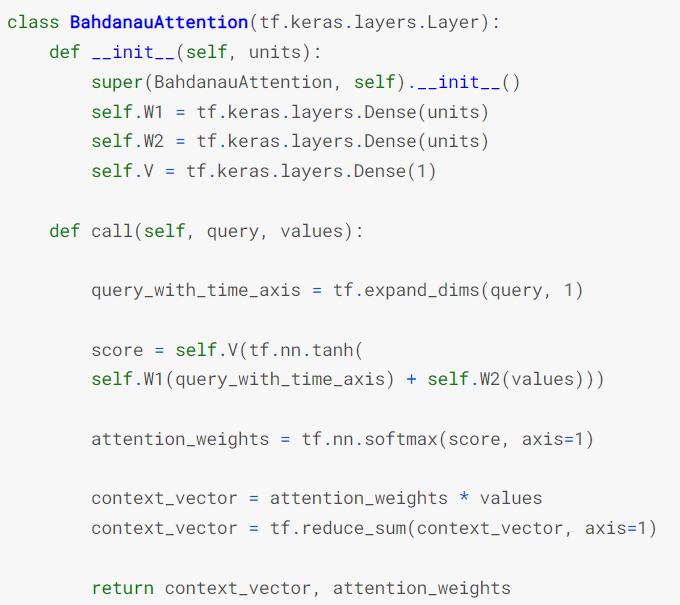 class BahdanauAttention(tf.keras.layers.Layer):
    def __init__(self, units):
        super(BahdanauAttention, self).__init__()
        self.W1 = tf.keras.layers.Dense(units)
        self.W2 = tf.keras.layers.Dense(units)
        self.V = tf.keras.layers.Dense(1)
    def call(self, query, values):
        query_with_time_axis = tf.expand_dims(query, 1)
        score = self.V(tf.nn.tanh(
        self.W1(query_with_time_axis) + self.W2(values)))
        attention_weights = tf.nn.softmax(score, axis=1)
        context_vector = attention_weights * values
        context_vector = tf.reduce_sum(context_vector, axis=1)
        return context_vector, attention_weights